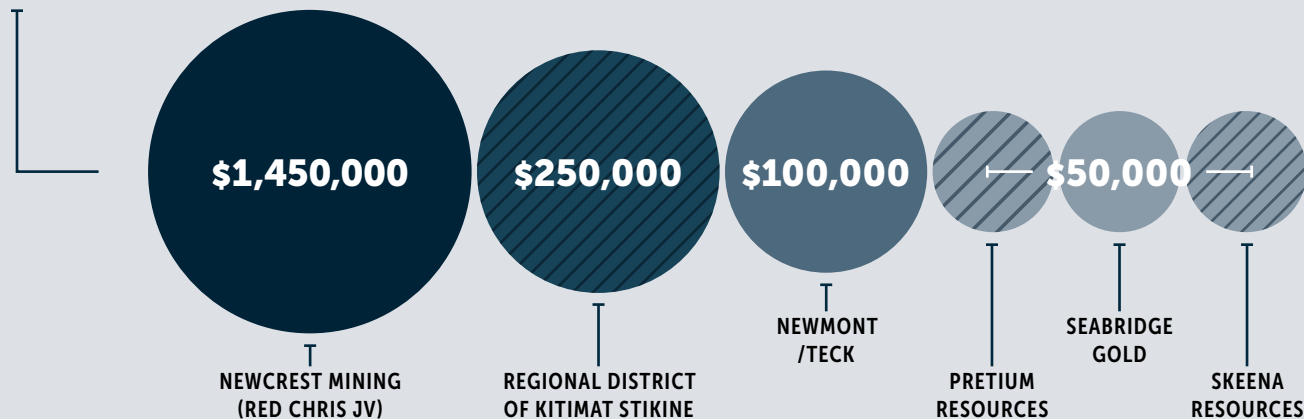 $1,450,000
$250,000
$100,000
$50,000
NEWCREST MINING
(RED CHRIS JV)
REGIONAL DISTRICT
OF KITIMAT STIKINE
NEWMONT
/TECK
PRETIUM
RESOURCES
SEABRIDGE
GOLD
SKEENA
RESOURCES